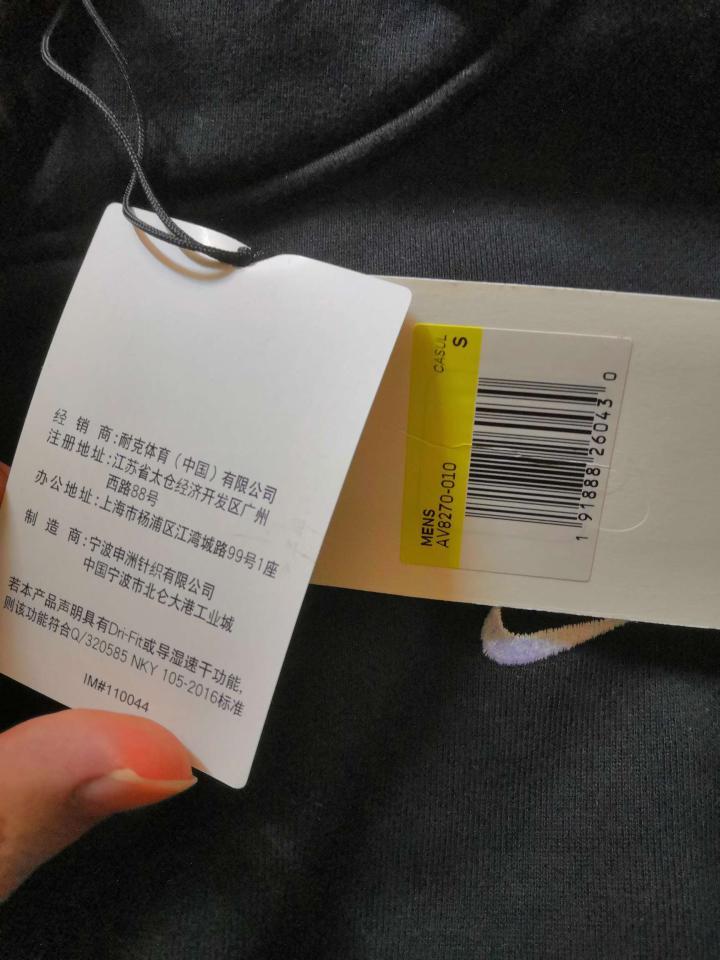 经 销 商:耐克体育(中国)有限公司
注册地址:江苏省太仓经济开发区广州
西路88号
办公地址:上海市杨浦区江湾城路99号1座
制 造 商:宁波申洲针织有限公司
中国宁波市北仑大港工业城
若本产品声明具有Dri-Fit或导湿速干功能,
则该功能符合Q/320585 NKY 105-2016标准
IM#110044
CASUL
S
MENS
AV8270-010
1 91888 26043 0